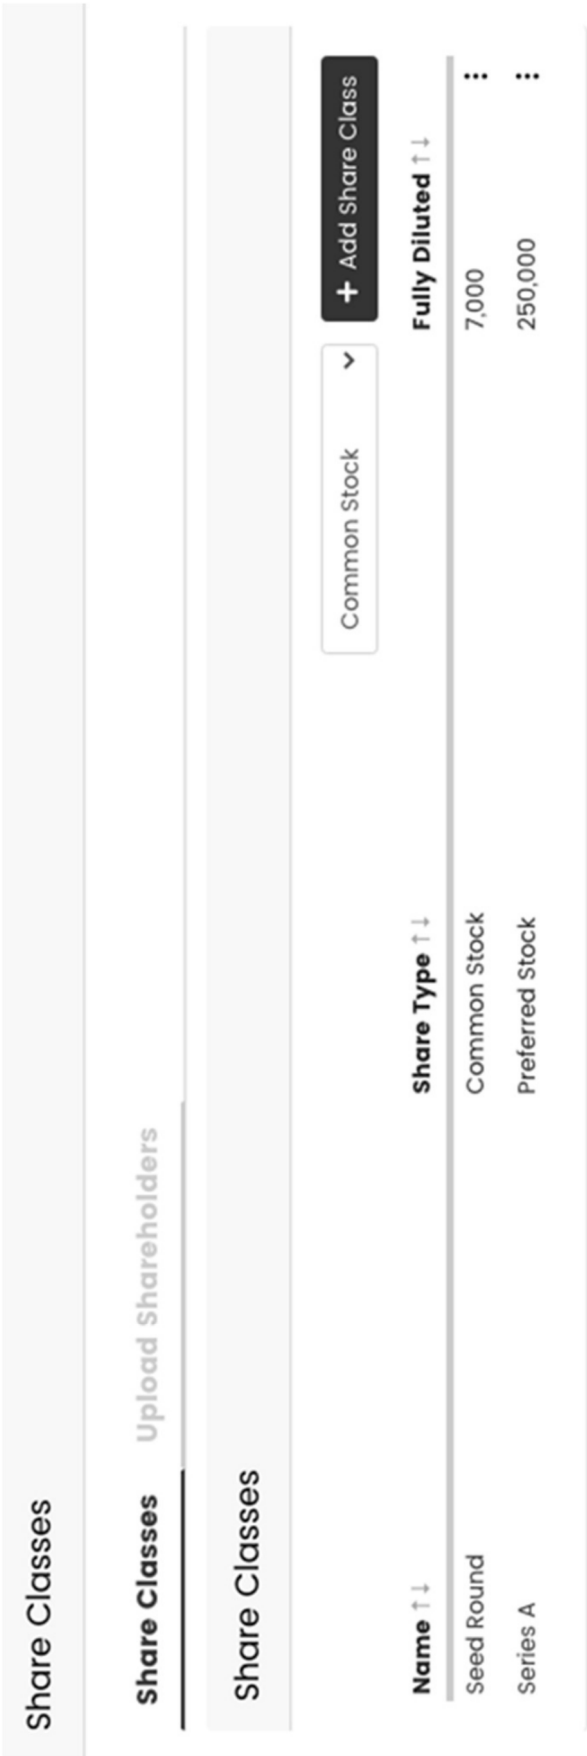 Share Classes
Share Classes Upload Shareholders
Share Classes
Common Stock + Add Share Class
Name ↑↓ Share Type ↑↓ Fully Diluted ↑↓
Seed Round Common Stock 7,000
Series A Preferred Stock 250,000